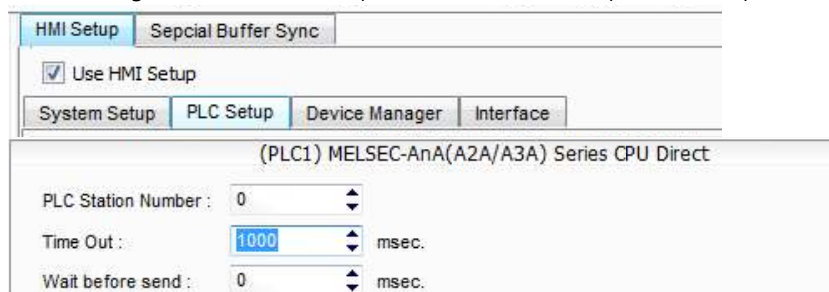 HMI Setup Sepcial Buffer Sync
Use HMI Setup
System Setup PLC Setup Device Manager Interface
(PLC1) MELSEC-AnA(A2A/A3A) Series CPU Direct
PLC Station Number : 0
Time Out : 1000 msec.
Wait before send : 0 msec.